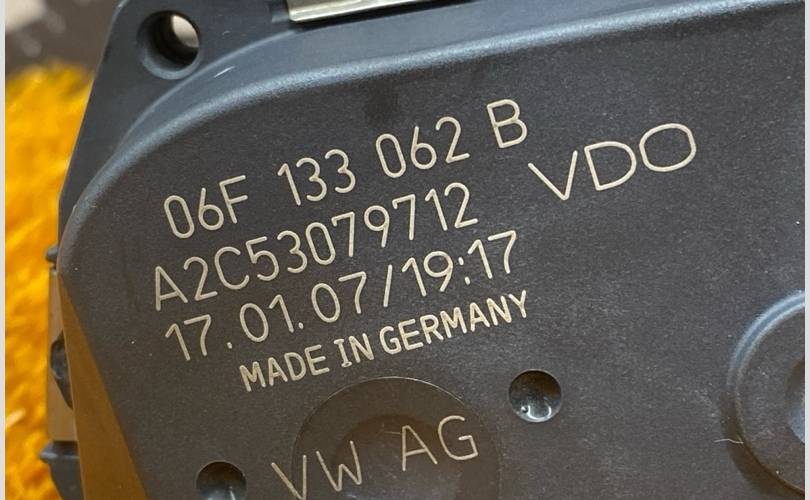 06F 133 062 B
VDO
A2C53079712
17.01.07/19:17
MADE IN GERMANY
VW AG